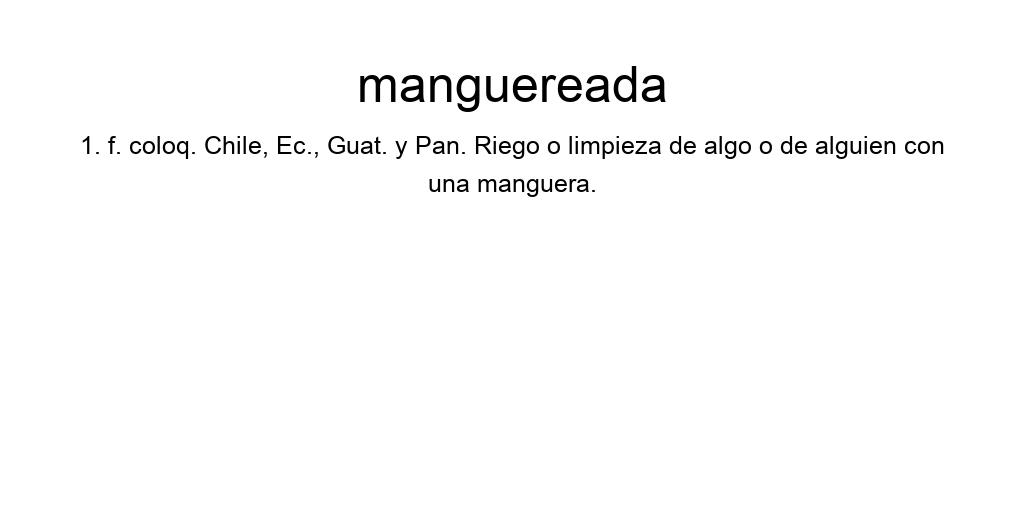 manguereada
1. f. coloq. Chile, Ec., Guat. y Pan. Riego o limpieza de algo o de alguien con
una manguera.